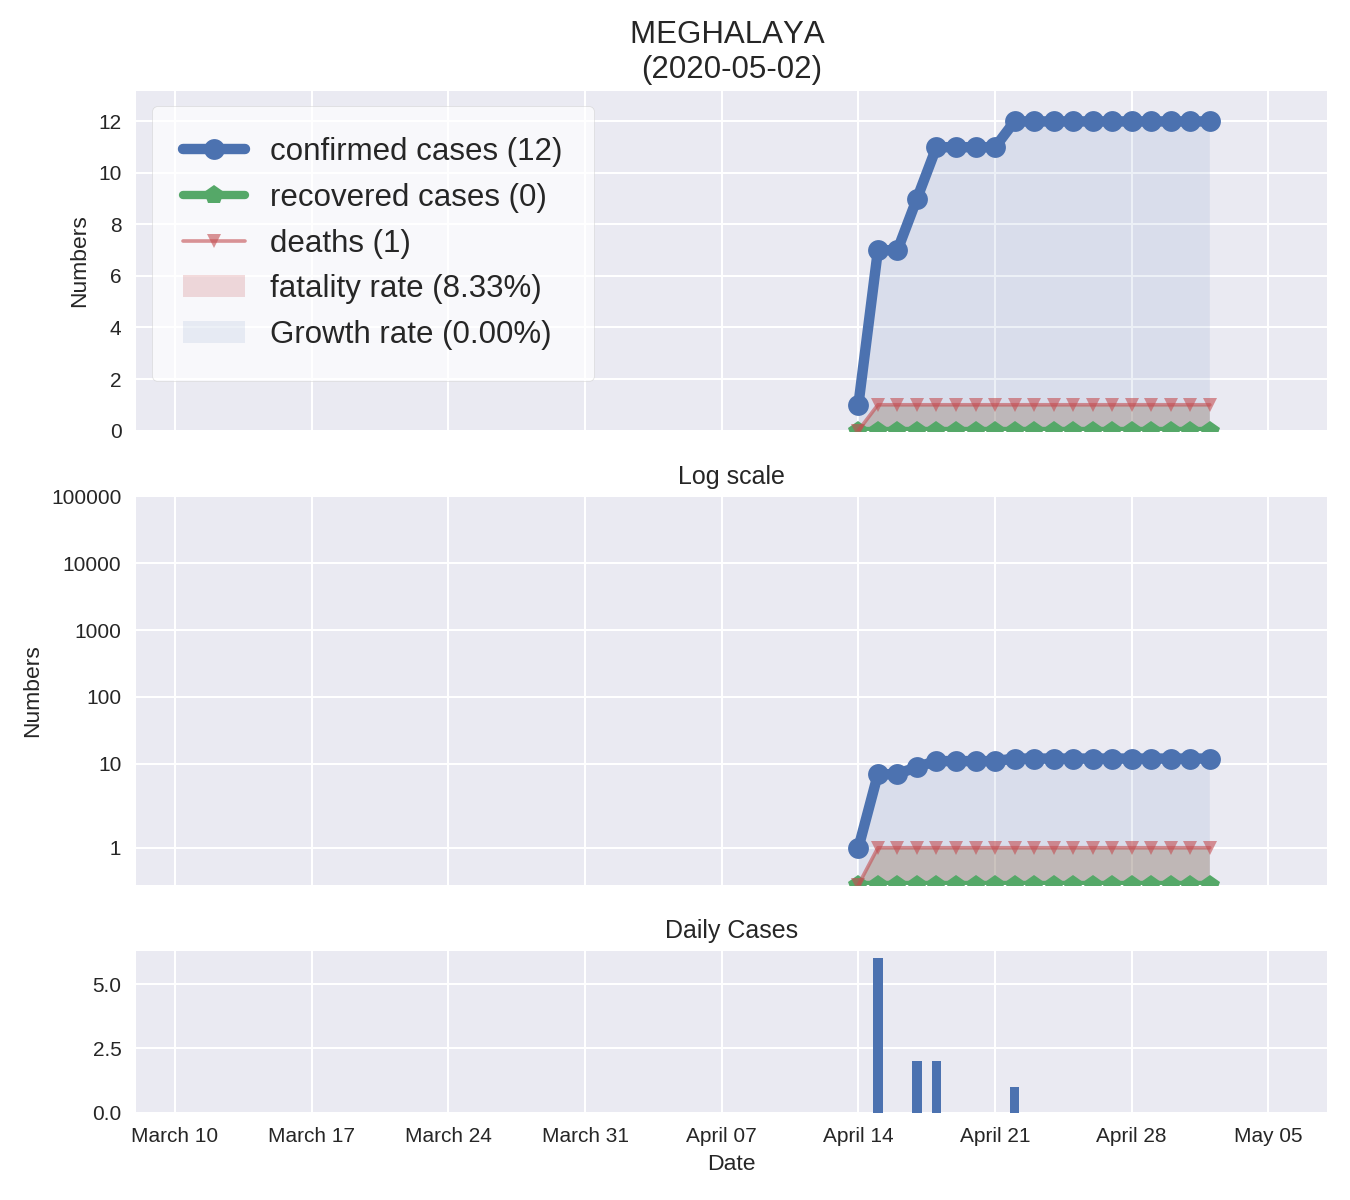 MEGHALAYA
(2020-05-02)
12
10
8
6
4
2
0
Numbers
confirmed cases (12)
recovered cases (0)
deaths (1)
fatality rate (8.33%)
Growth rate (0.00%)
Log scale
100000
10000
1000
100
10
1
Numbers
Daily Cases
5.0
2.5
0.0
March 10 March 17 March 24 March 31 April 07 April 14 April 21 April 28 May 05
Date